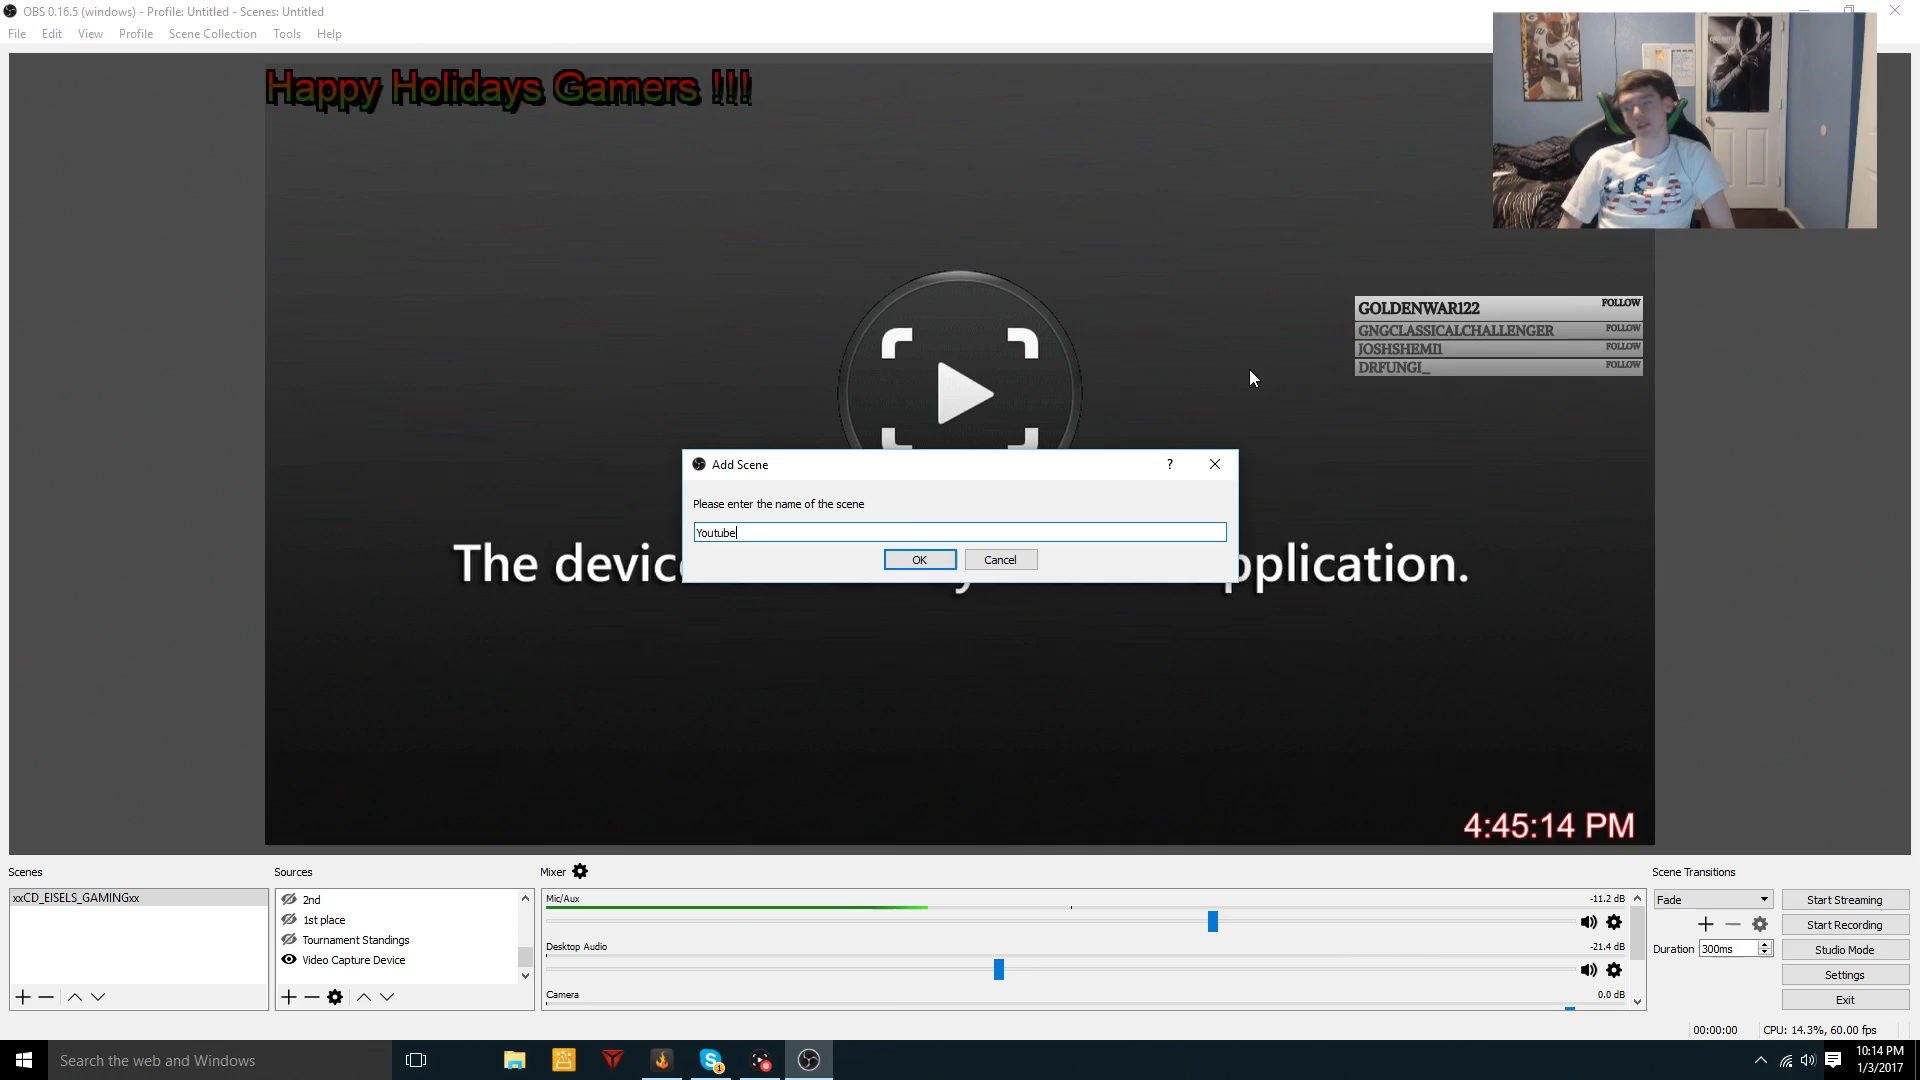 OBS 0.16.5 (windows) - Profile: Untitled - Scenes: Untitled
File Edit View Profile Scene Collection Tools Help
Happy Holidays Gamers !!!
USA
12
GOLDENWAR122 FOLLOW
GNGCLASSICALCHALLENGER FOLLOW
JOSHSHEMI1 FOLLOW
DRFUNGI_ FOLLOW
Add Scene
?
Please enter the name of the scene
Youtube
OK Cancel
The devic pplication.
4:45:14 PM
Scenes
xxCD_EISELS_GAMINGxx
Sources
2nd
1st place
Tournament Standings
Video Capture Device
Mixer
Mic/Aux -11.2 dB
Desktop Audio -21.4 dB
Camera 0.0 dB
Scene Transitions
Fade
Duration 300ms
Start Streaming
Start Recording
Studio Mode
Settings
Exit
00:00:00 CPU: 14.3%, 60.00 fps
Search the web and Windows
1
10:14 PM
1/3/2017